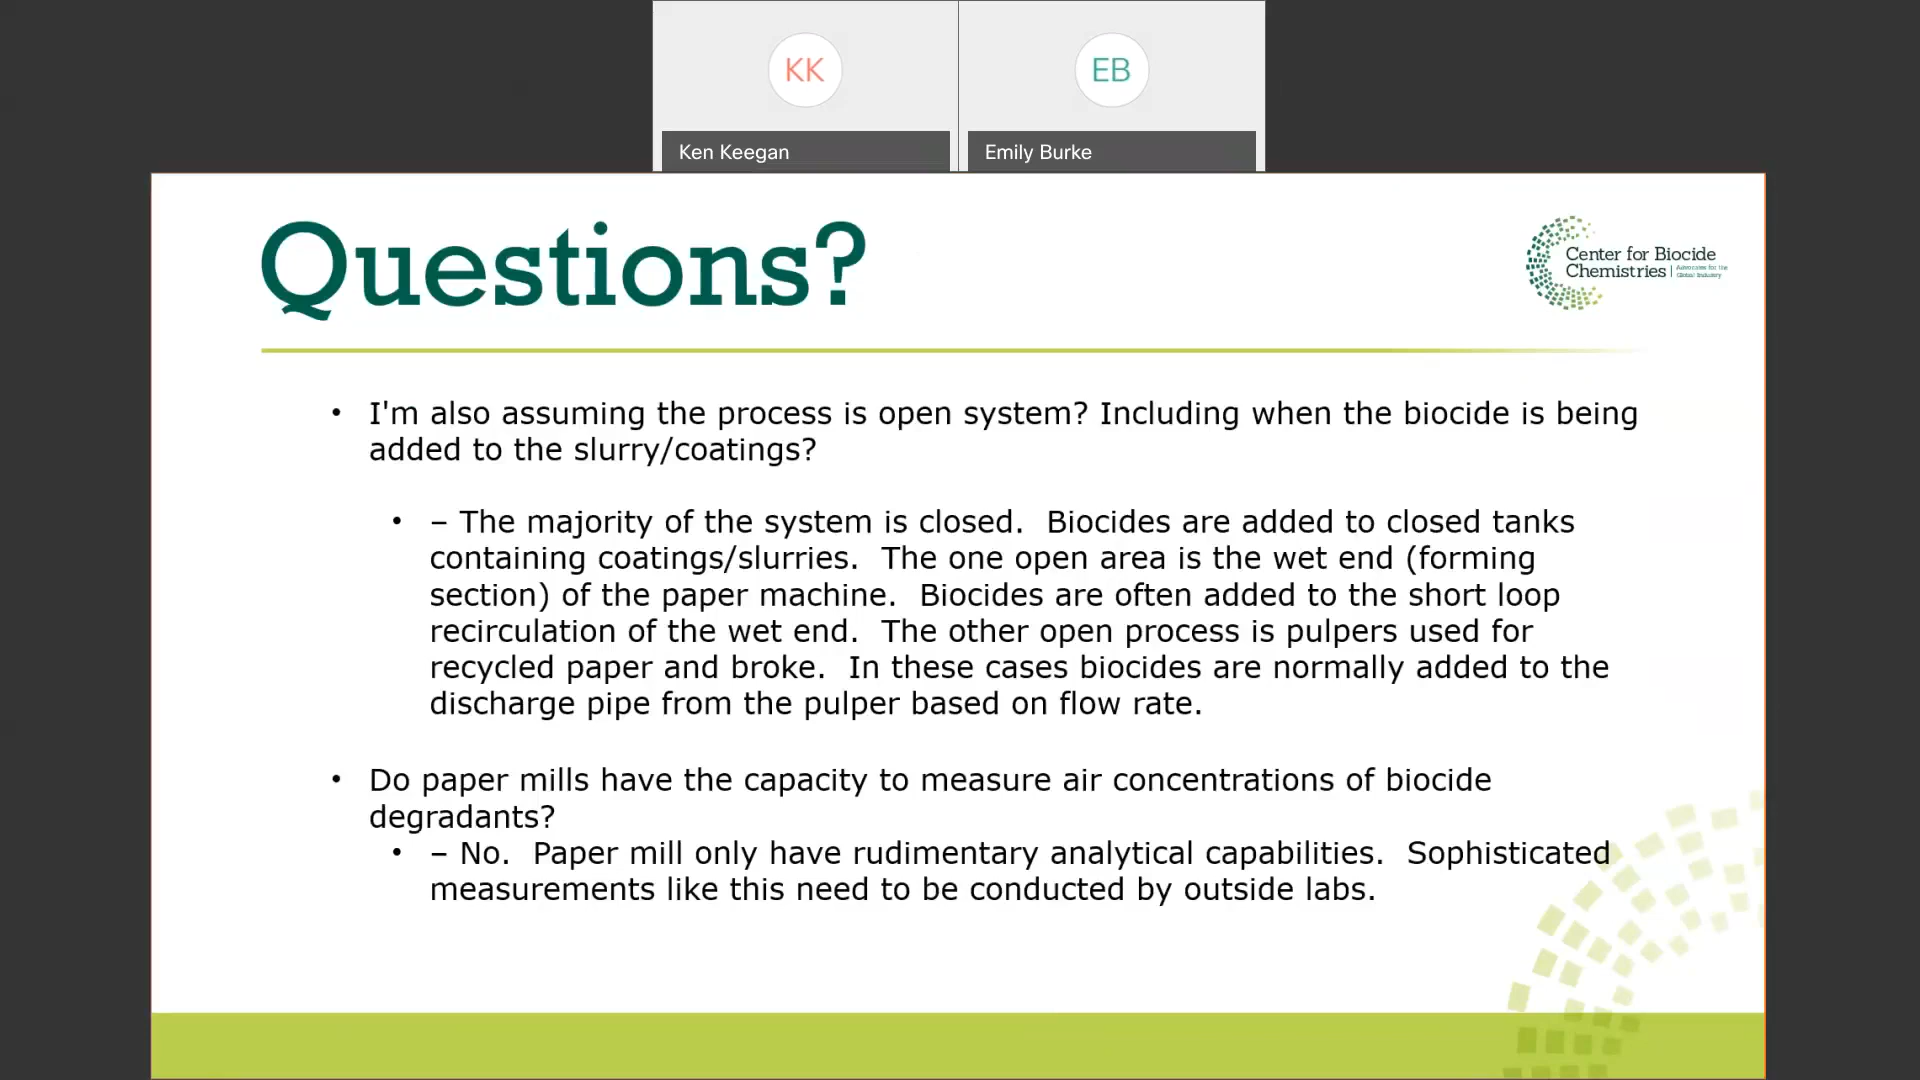 KK
EB
Ken Keegan
Emily Burke
Questions?
Center for Biocide
Chemistries | Advocates for the
Global Industry
• I'm also assuming the process is open system? Including when the biocide is being
added to the slurry/coatings?
• – The majority of the system is closed.  Biocides are added to closed tanks
containing coatings/slurries.  The one open area is the wet end (forming
section) of the paper machine.  Biocides are often added to the short loop
recirculation of the wet end.  The other open process is pulpers used for
recycled paper and broke.  In these cases biocides are normally added to the
discharge pipe from the pulper based on flow rate.
• Do paper mills have the capacity to measure air concentrations of biocide
degradants?
• – No.  Paper mill only have rudimentary analytical capabilities.  Sophisticated
measurements like this need to be conducted by outside labs.